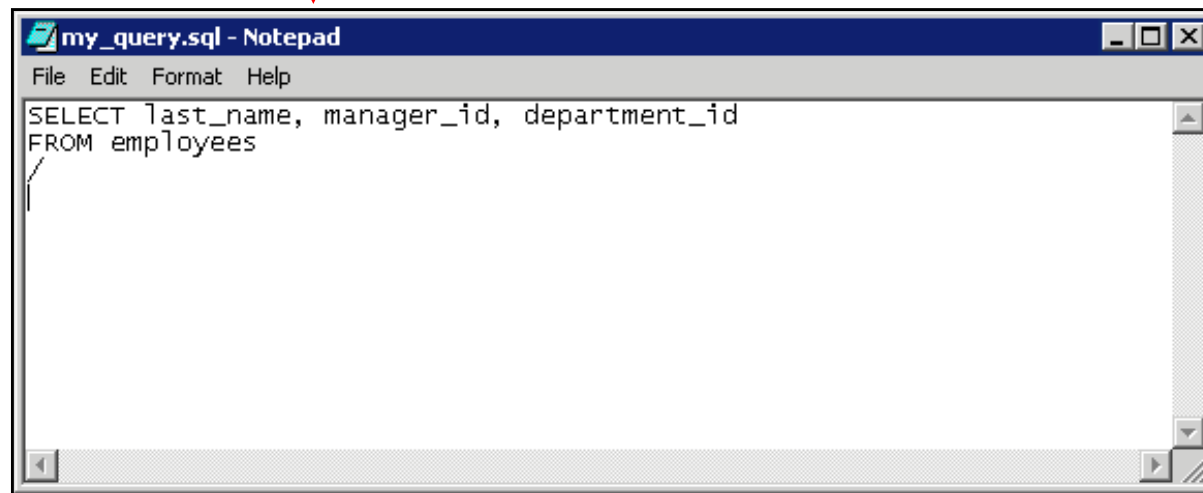 my_query.sql - Notepad
File Edit Format Help
SELECT last_name, manager_id, department_id
FROM employees
/